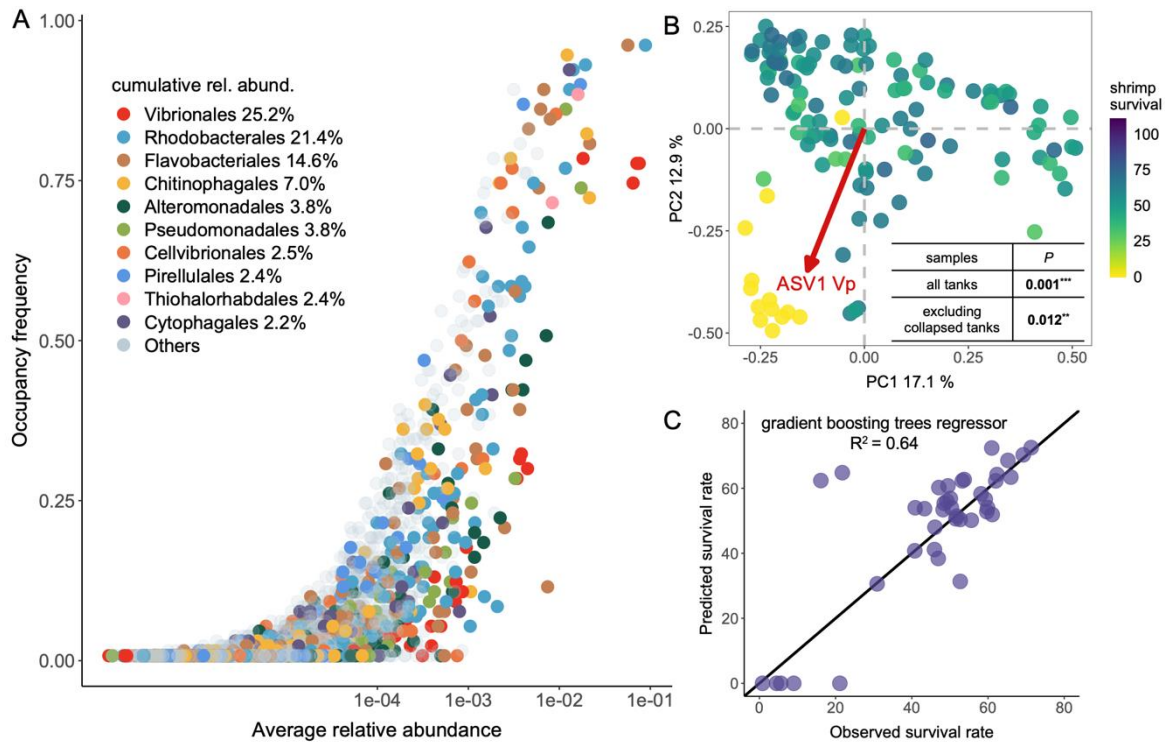 A
1.00
0.75
0.50
0.25
0.00
Occupancy frequency
cumulative rel. abund.
Vibrionales 25.2%
Rhodobacterales 21.4%
Flavobacteriales 14.6%
Chitinophagales 7.0%
Alteromonadales 3.8%
Pseudomonadales 3.8%
Cellvibrionales 2.5%
Pirellulales 2.4%
Thiohalorhabdales 2.4%
Cytophagales 2.2%
Others
1e-04 1e-03 1e-02 1e-01
Average relative abundance
B
0.25
0.00
-0.25
-0.50
PC2 12.9 %
ASV1 Vp
samples P
all tanks 0.001***
excluding
collapsed tanks 0.012**
-0.25 0.00 0.25 0.50
PC1 17.1 %
shrimp
survival
100
75
50
25
0
C
gradient boosting trees regressor
R² = 0.64
80
60
40
20
0
Predicted survival rate
0 20 40 60 80
Observed survival rate